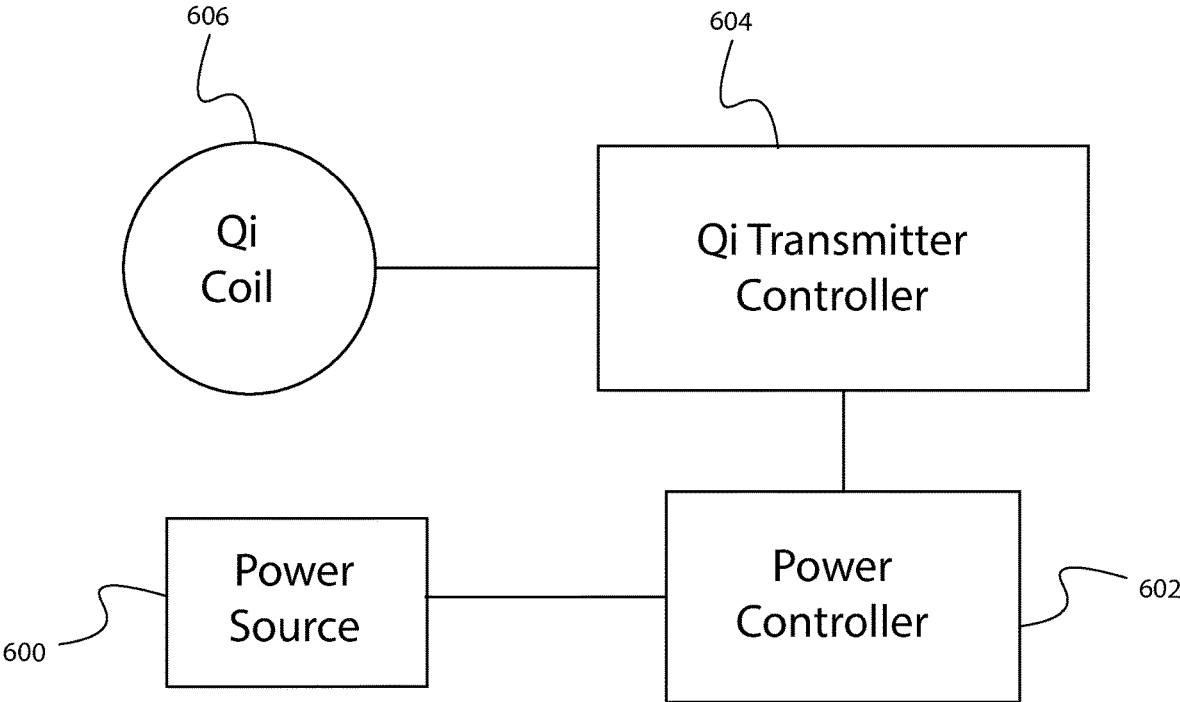 606
604
Qi
Coil
Qi Transmitter
Controller
Power
Source
Power
Controller
600
602